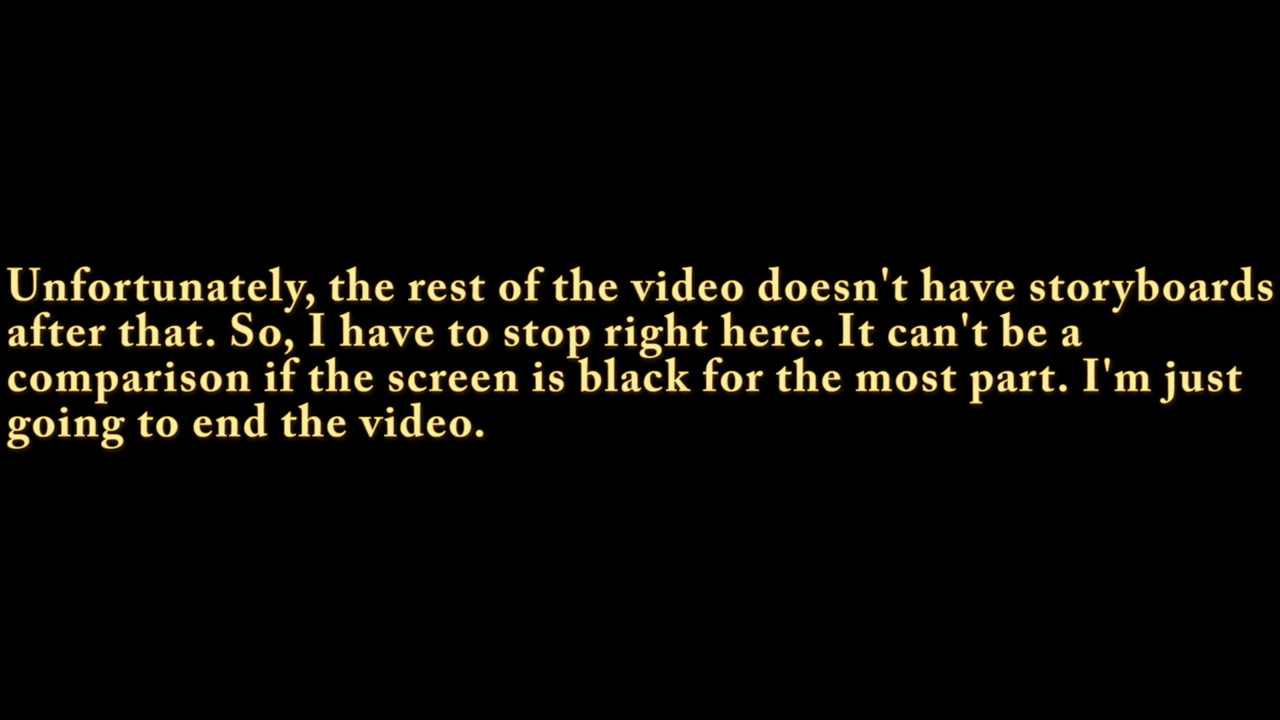 Unfortunately, the rest of the video doesn't have storyboards
after that. So, I have to stop right here. It can't be a
comparison if the screen is black for the most part. I'm just
going to end the video.